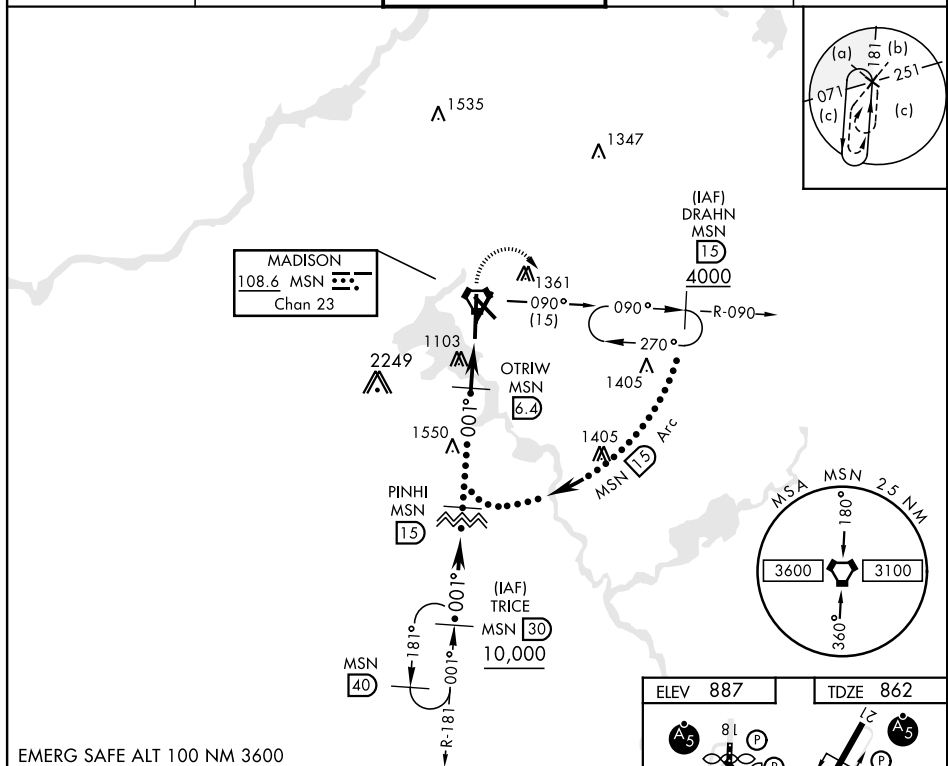 (a)
181
(b)
071
251
(c)
(c)
1535
1347
(IAF)
DRAHN
MSN
15
4000
MADISON
108.6 MSN
Chan 23
1361
090°
(15)
090°
R-090
270°
1103
2249
OTRIW
MSN
6.4
1405
001°
1550
1405
MSN 15 Arc
PINHI
MSN
15
MSA MSN 25 NM
180°
3600
3100
360°
001°
(IAF)
TRICE
MSN 30
10,000
181°
001°
MSN
40
R-181
ELEV 887
TDZE 862
A5
18
P
21
A5
P
P
EMERG SAFE ALT 100 NM 3600